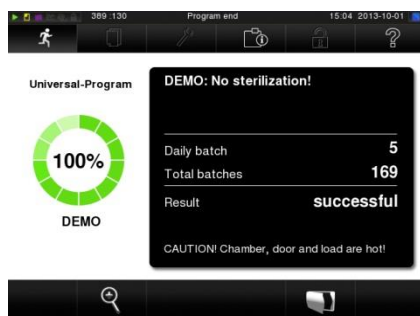 389 :130 Program end 15:04 2013-10-01
Universal-Program
100%
DEMO
DEMO: No sterilization!
Daily batch 5
Total batches 169
Result successful
CAUTION! Chamber, door and load are hot!